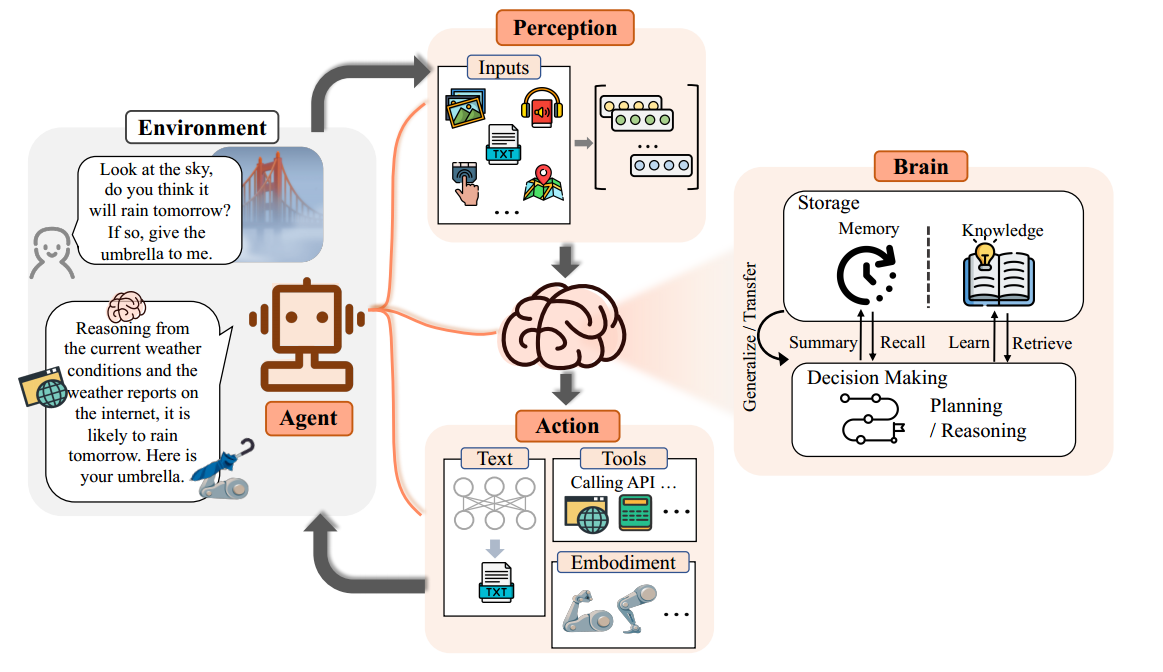 Perception
Inputs
TXT
...
...
Environment
Look at the sky,
do you think it
will rain tomorrow?
If so, give the
umbrella to me.
Reasoning from
the current weather
conditions and the
weather reports on
the internet, it is
likely to rain
tomorrow. Here is
your umbrella.
Agent
Action
Text
TXT
Tools
Calling API ...
...
Embodiment
...
Brain
Storage
Memory
Knowledge
Generalize / Transfer
Summary
Recall
Learn
Retrieve
Decision Making
Planning
/ Reasoning